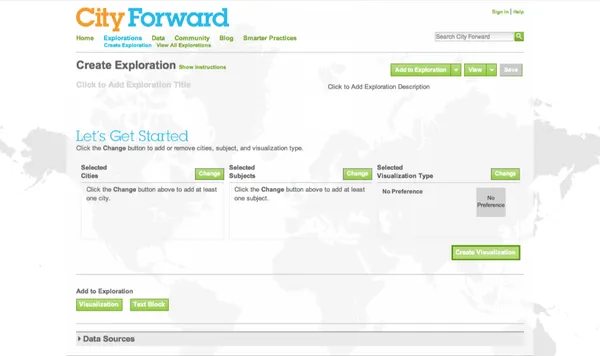 City Forward
Sign In | Help
Home Explorations Data Community Blog Smarter Practices
Search City Forward
Create Exploration View All Explorations
Create Exploration Show Instructions
Add to Exploration View Save
Click to Add Exploration Title
Click to Add Exploration Description
Let's Get Started
Click the Change button to add or remove cities, subject, and visualization type.
Selected
Cities
Change
Selected
Subjects
Change
Selected
Visualization Type
Change
Click the Change button above to add at least
one city.
Click the Change button above to add at least
one subject.
No Preference
No
Preference
Create Visualization
Add to Exploration
Visualization Text Block
Data Sources